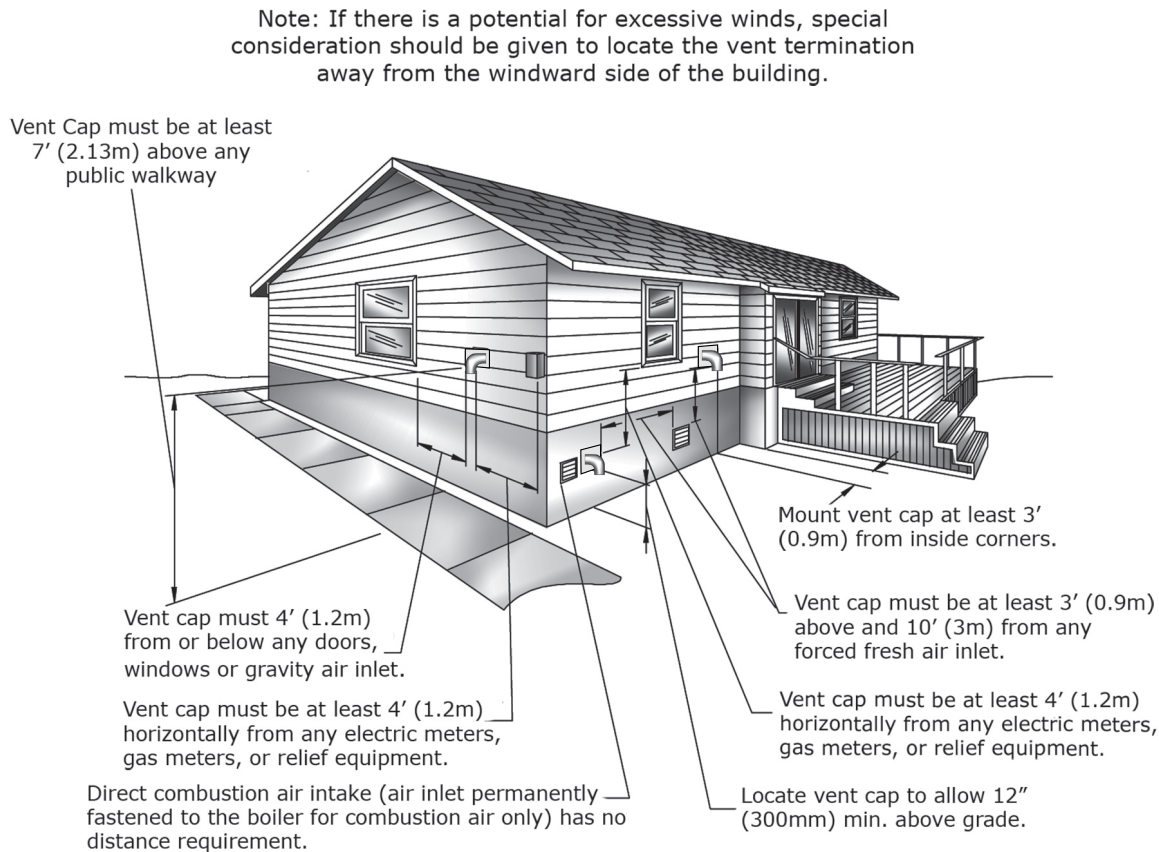 Note: If there is a potential for excessive winds, special
consideration should be given to locate the vent termination
away from the windward side of the building.
Vent Cap must be at least
7′ (2.13m) above any
public walkway
Mount vent cap at least 3′
(0.9m) from inside corners.
Vent cap must 4′ (1.2m)
from or below any doors,
windows or gravity air inlet.
Vent cap must be at least 3′ (0.9m)
above and 10′ (3m) from any
forced fresh air inlet.
Vent cap must be at least 4′ (1.2m)
horizontally from any electric meters,
gas meters, or relief equipment.
Vent cap must be at least 4′ (1.2m)
horizontally from any electric meters,
gas meters, or relief equipment.
Direct combustion air intake (air inlet permanently
fastened to the boiler for combustion air only) has no
distance requirement.
Locate vent cap to allow 12″
(300mm) min. above grade.